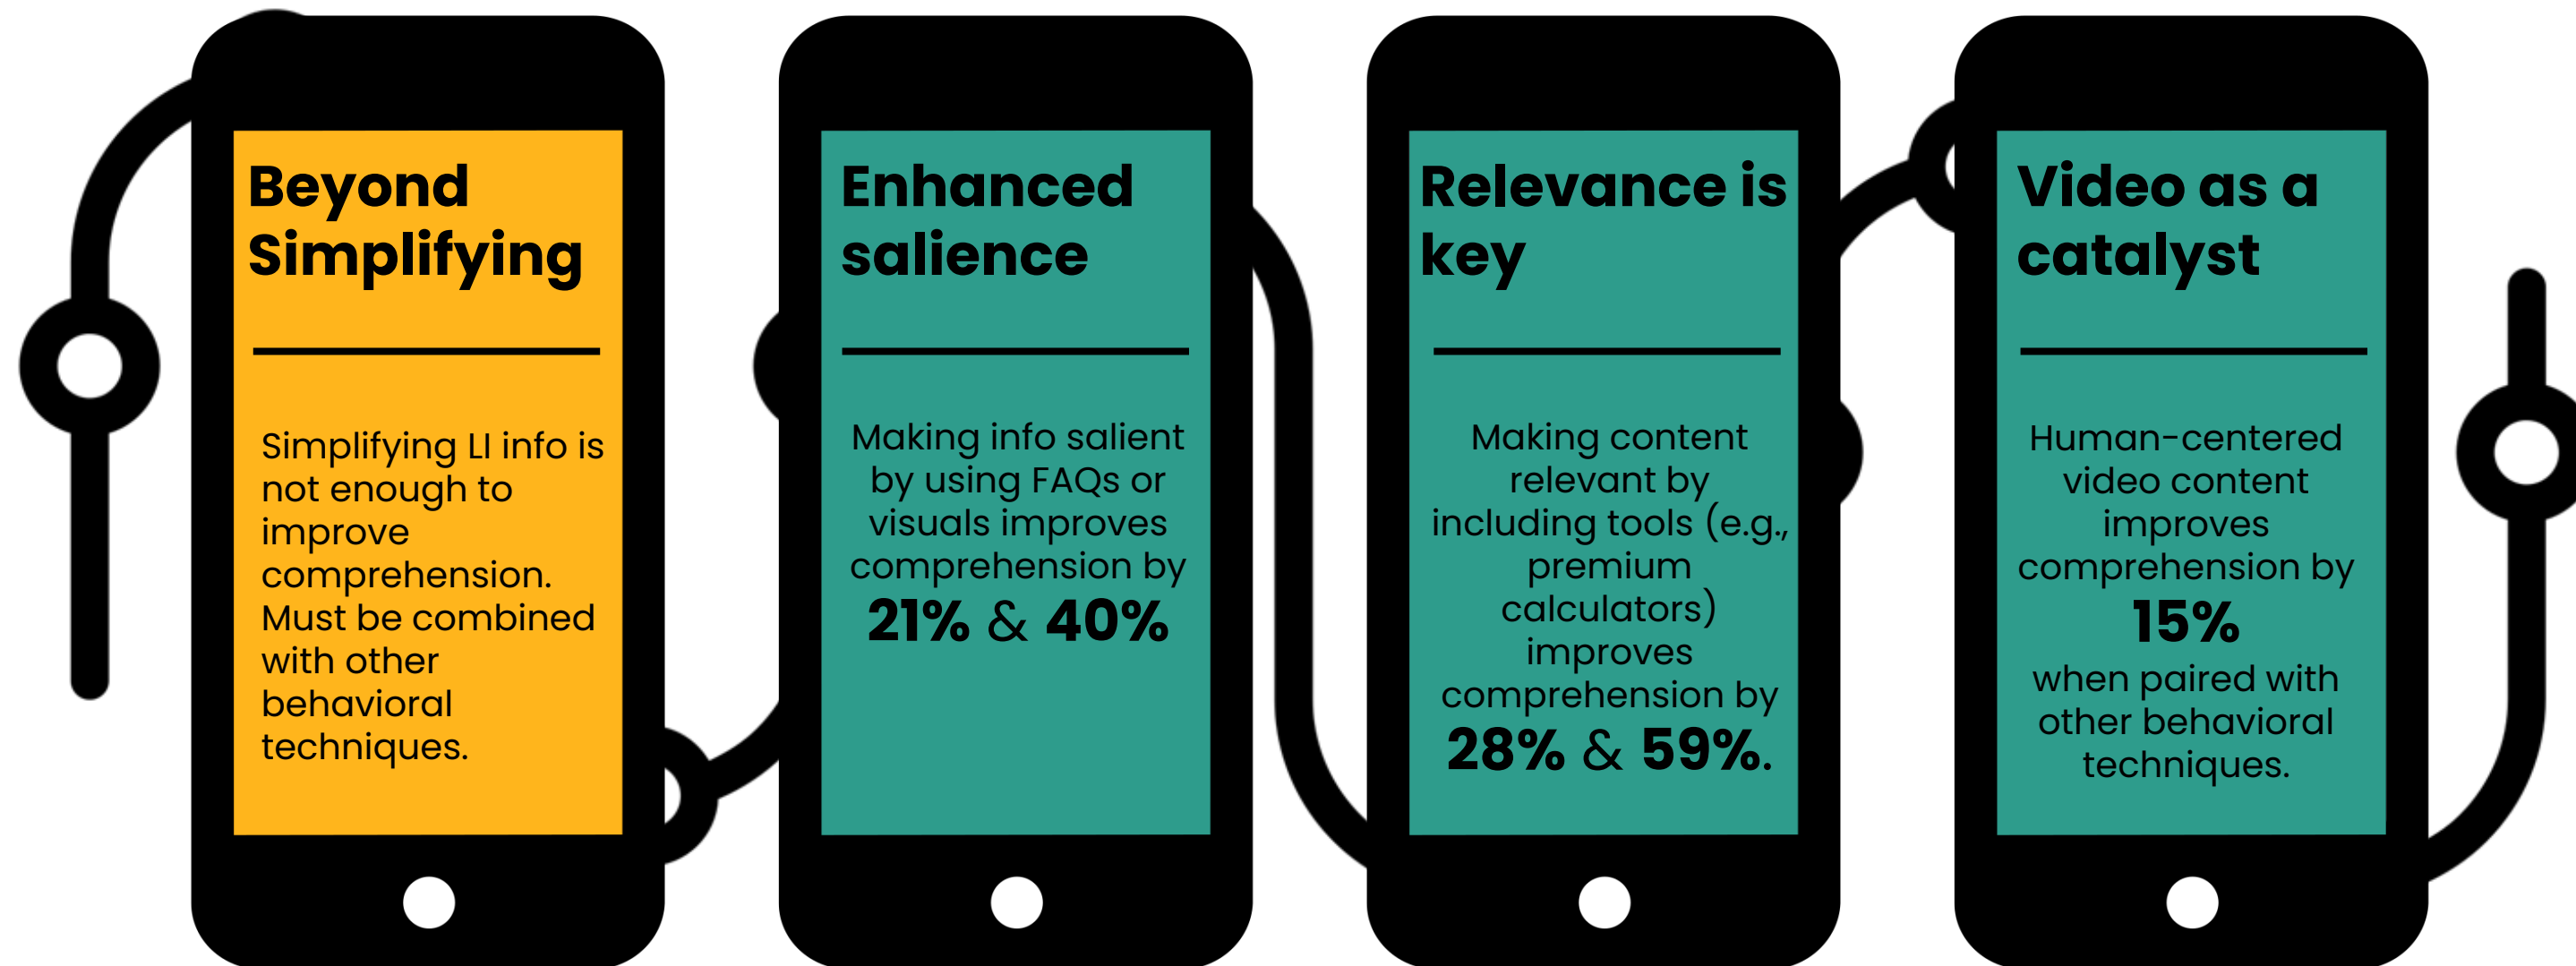 Beyond
Simplifying
Simplifying LI info is
not enough to
improve
comprehension.
Must be combined
with other
behavioral
techniques.
Enhanced
salience
Making info salient
by using FAQs or
visuals improves
comprehension by
21% & 40%
Relevance is
key
Making content
relevant by
including tools (e.g.,
premium
calculators)
improves
comprehension by
28% & 59%.
Video as a
catalyst
Human-centered
video content
improves
comprehension by
15%
when paired with
other behavioral
techniques.